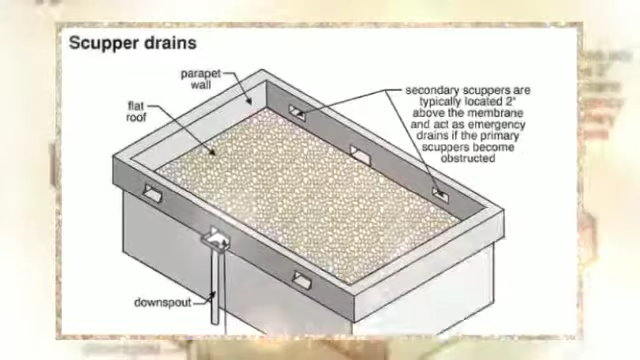 Scupper drains
parapet
wall
flat
roof
secondary scuppers are
typically located 2"
above the membrane
and act as emergency
drains if the primary
scuppers become
obstructed
downspout